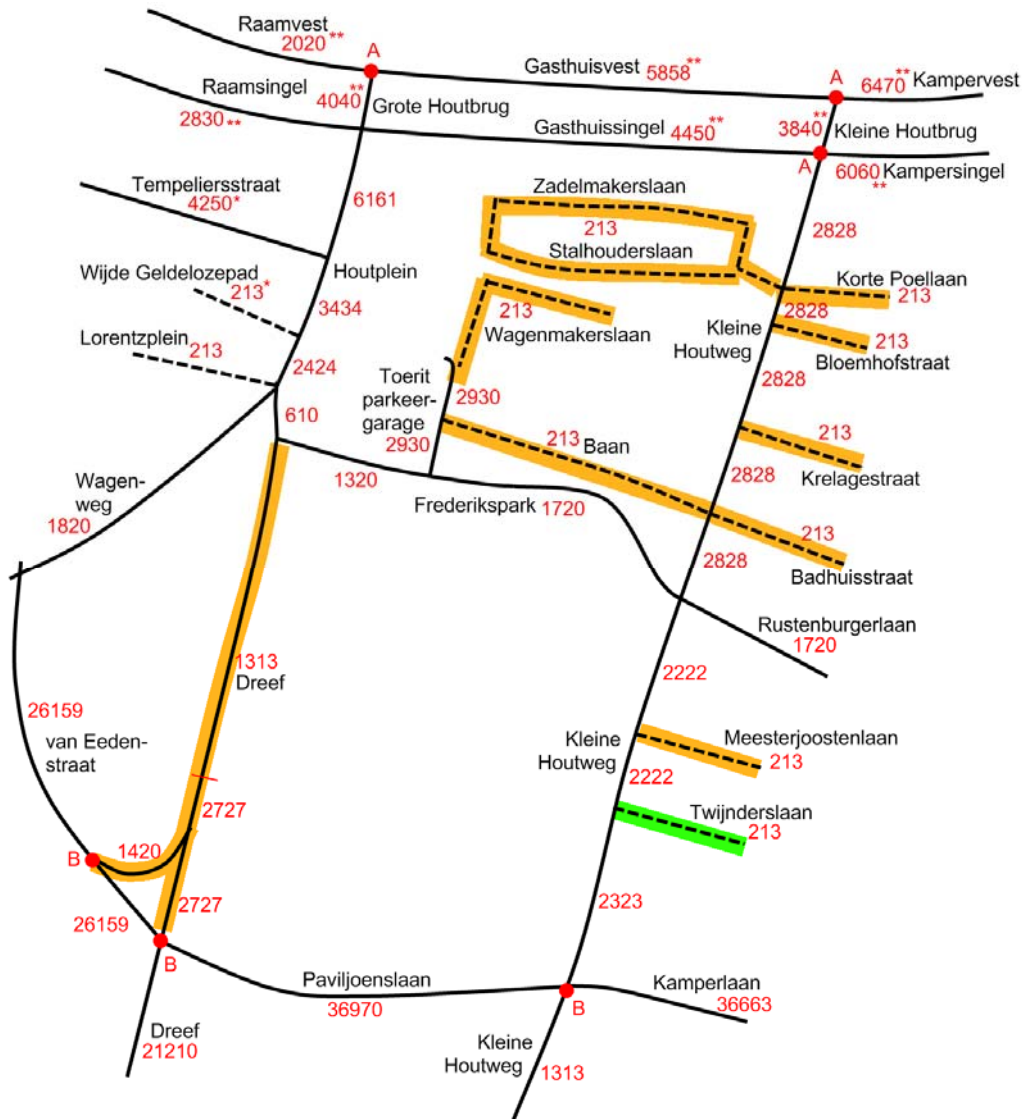 Raamvest
2020**
A
Gasthuisvest
5858**
A
6470**
Kampervest
Raamsingel
4040**
Grote Houtbrug
2830**
Gasthuissingel
4450**
3840**
Kleine Houtbrug
A
6060**
Kampersingel
Tempeliersstraat
4250*
6161
Zadelmakerslaan
213
Stalhouderslaan
2828
Wijde Geldelozepad
213*
Houtplein
3434
Korte Poellaan
213
2828
213
Wagenmakerslaan
Kleine
Houtweg
213
Bloemhofstraat
Lorentzplein
213
2424
Toerit
parkeer-
garage
2930
2828
610
2930
213
Baan
213
Krelagestraat
1320
2828
Wagen-
weg
1820
Frederikspark
1720
213
Badhuisstraat
2828
Rustenburgerlaan
1720
1313
Dreef
2222
26159
van Eeden-
straat
Kleine
Houtweg
Meesterjoostenlaan
213
2222
2727
Twijnderslaan
213
B
1420
26159
2727
2323
B
Paviljoenslaan
36970
B
Kamperlaan
36663
Dreef
21210
Kleine
Houtweg
1313